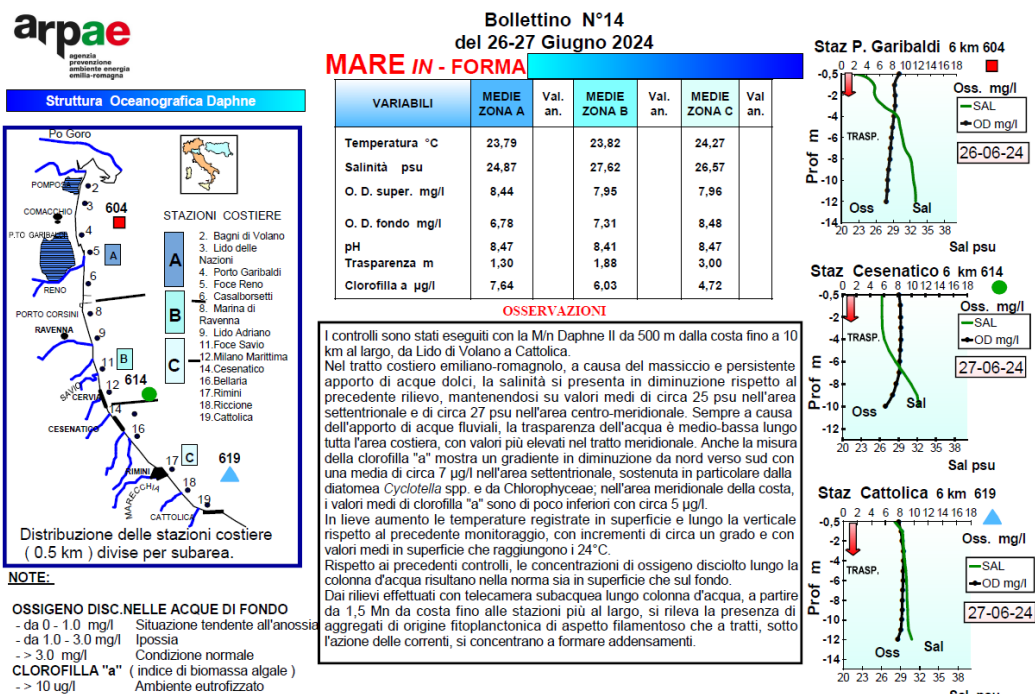 arpae
agenzia
prevenzione
ambiente energia
emilia-romagna
Struttura Oceanografica Daphne
Bollettino N°14
del 26-27 Giugno 2024
MARE IN - FORMA
VARIABILI MEDIE ZONA A Val. an. MEDIE ZONA B Val. an. MEDIE ZONA C Val an.
Temperatura °C 23,79 23,82 24,27
Salinità psu 24,87 27,62 26,57
O. D. super. mg/l 8,44 7,95 7,96
O. D. fondo mg/l 6,78 7,31 8,48
pH 8,47 8,41 8,47
Trasparenza m 1,30 1,88 3,00
Clorofilla a µg/l 7,64 6,03 4,72
OSSERVAZIONI
I controlli sono stati eseguiti con la M/n Daphne II da 500 m dalla costa fino a 10
km al largo, da Lido di Volano a Cattolica.
Nel tratto costiero emiliano-romagnolo, a causa del massiccio e persistente
apporto di acque dolci, la salinità si presenta in diminuzione rispetto al
precedente rilievo, mantenendosi su valori medi di circa 25 psu nell'area
settentrionale e di circa 27 psu nell'area centro-meridionale. Sempre a causa
dell'apporto di acque fluviali, la trasparenza dell'acqua è medio-bassa lungo
tutta l'area costiera, con valori più elevati nel tratto meridionale. Anche la misura
della clorofilla "a" mostra un gradiente in diminuzione da nord verso sud con
una media di circa 7 µg/l nell'area settentrionale, sostenuta in particolare dalla
diatomea Cyclotella spp. e da Chlorophyceae; nell'area meridionale della costa,
i valori medi di clorofilla "a" sono di poco inferiori con circa 5 µg/l.
In lieve aumento le temperature registrate in superficie e lungo la verticale
rispetto al precedente monitoraggio, con incrementi di circa un grado e con
valori medi in superficie che raggiungono i 24°C.
Rispetto ai precedenti controlli, le concentrazioni di ossigeno disciolto lungo la
colonna d'acqua risultano nella norma sia in superficie che sul fondo.
Dai rilievi effettuati con telecamera subacquea lungo colonna d'acqua, a partire
da 1,5 Mn da costa fino alle stazioni più al largo, si rileva la presenza di
aggregati di origine fitoplanctonica di aspetto filamentoso che a tratti, sotto
l'azione delle correnti, si concentrano a formare addensamenti.
Po Goro
POMPOSA
2
3
COMACCHIO
604
P.TO GARIBALDI
4
5
A
6
RENO
PORTO CORSINI
8
RAVENNA
9
B
11
614
SAVIO
CERVIA
12
14
CESENATICO
16
17
C
619
RIMINI
MARECCHIA
18
CATTOLICA
19
STAZIONI COSTIERE
A
B
C
2. Bagni di Volano
3. Lido delle
Nazioni
4. Porto Garibaldi
5. Foce Reno
6. Casalborsetti
8. Marina di
Ravenna
9. Lido Adriano
11.Foce Savio
12.Milano Marittima
14.Cesenatico
16.Bellaria
17.Rimini
18.Riccione
19.Cattolica
Distribuzione delle stazioni costiere
( 0.5 km ) divise per subarea.
NOTE:
OSSIGENO DISC.NELLE ACQUE DI FONDO
- da 0 - 1.0 mg/l Situazione tendente all'anossia
- da 1.0 - 3.0 mg/l Ipossia
- > 3.0 mg/l Condizione normale
CLOROFILLA "a" ( indice di biomassa algale )
- > 10 ug/l Ambiente eutrofizzato
Staz P. Garibaldi 6 km 604
0 2 4 6 8 10 12 14 16 18
Oss. mg/l
SAL
OD mg/l
26-06-24
TRASP.
Prof m
-0,5
-2
-4
-6
-8
-10
-12
-14
Oss Sal
20 23 26 29 32 35 38
Sal psu
Staz Cesenatico 6 km 614
0 2 4 6 8 10 12 14 16 18
Oss. mg/l
SAL
OD mg/l
27-06-24
TRASP.
Prof m
-0,5
-2
-4
-6
-8
-10
-12
Oss Sal
20 23 26 29 32 35 38
Sal psu
Staz Cattolica 6 km 619
0 2 4 6 8 10 12 14 16 18
Oss. mg/l
SAL
OD mg/l
27-06-24
TRASP.
Prof m
-0,5
-2
-4
-6
-8
-10
-12
-14
Oss Sal
20 23 26 29 32 35 38
Sal psu